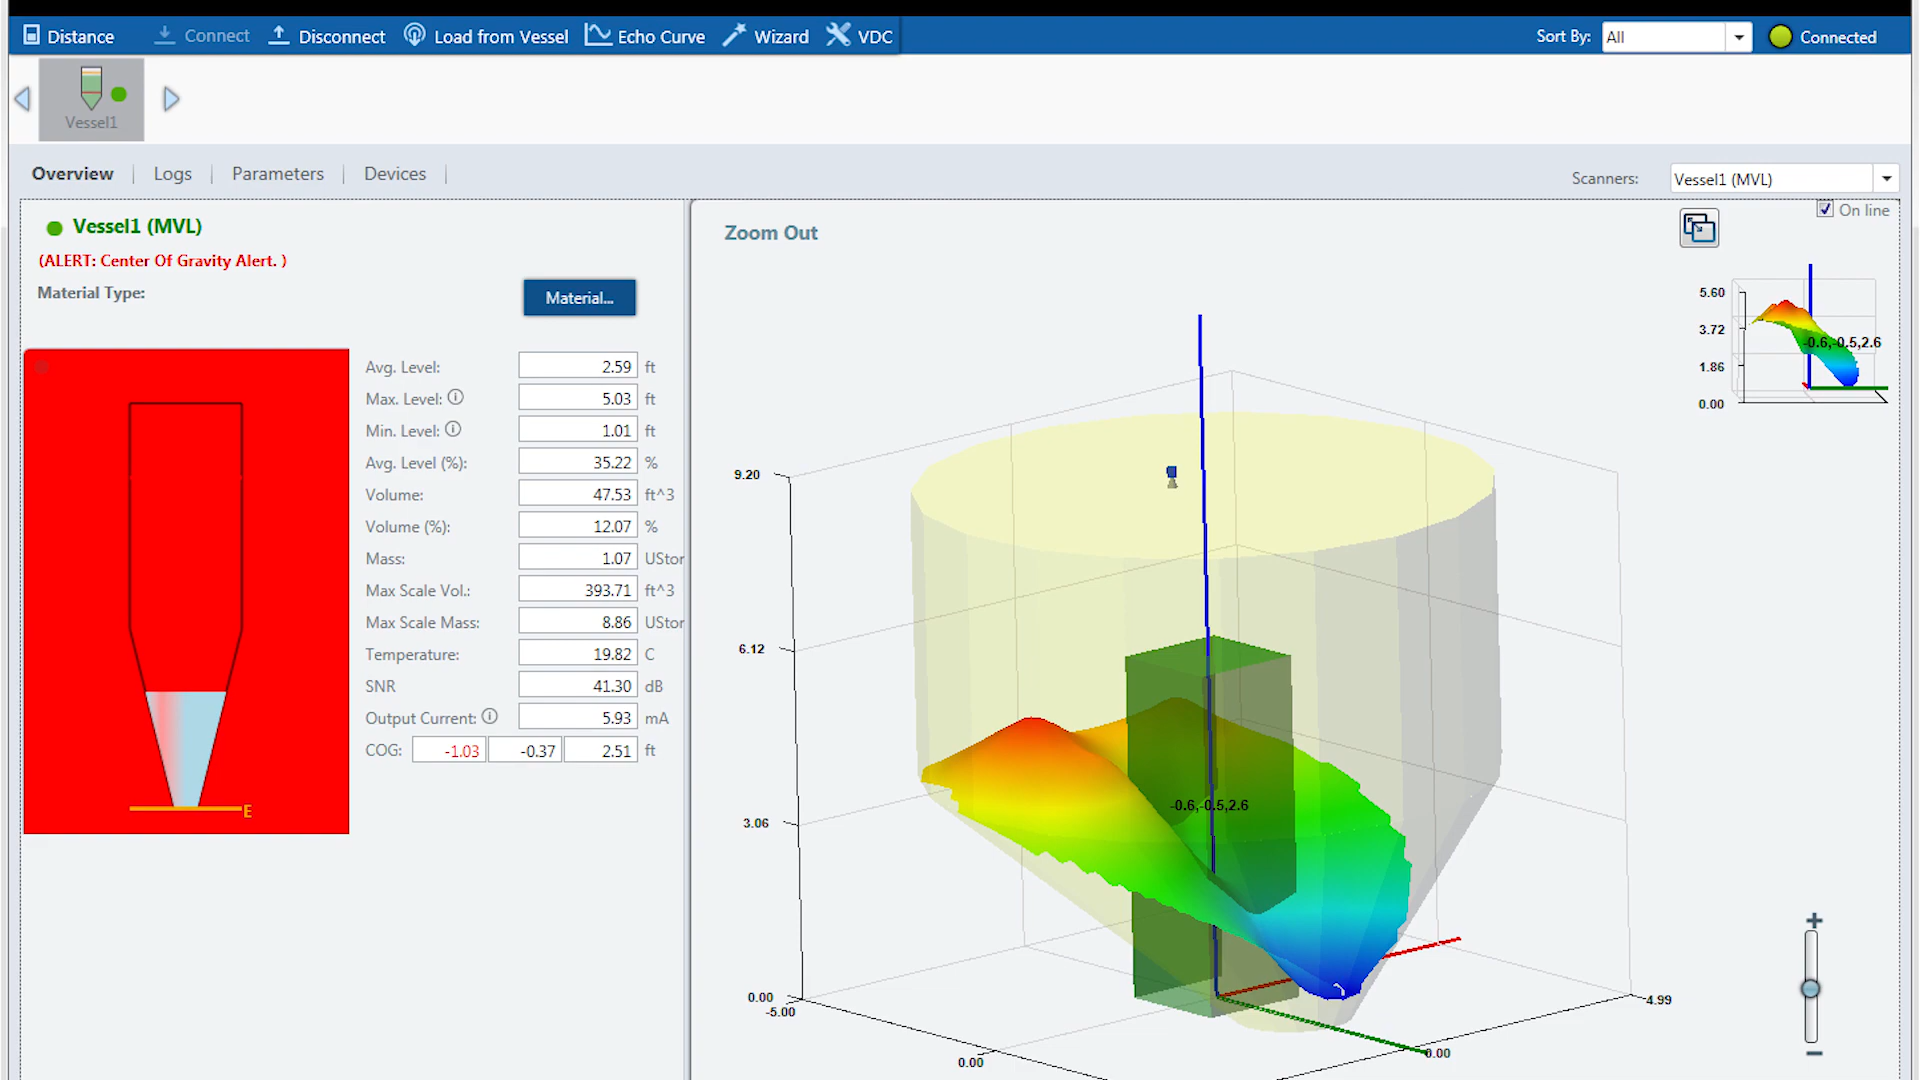 Distance Connect Disconnect Load from Vessel Echo Curve Wizard VDC Sort By: All Connected
Vessel1
Overview Logs Parameters Devices
Scanners: Vessel1 (MVL)
Vessel1 (MVL)
(ALERT: Center Of Gravity Alert. )
Material Type:
Material...
Avg. Level: 2.59 ft
Max. Level: 5.03 ft
Min. Level: 1.01 ft
Avg. Level (%): 35.22 %
Volume: 47.53 ft^3
Volume (%): 12.07 %
Mass: 1.07 UStor
Max Scale Vol.: 393.71 ft^3
Max Scale Mass: 8.86 UStor
Temperature: 19.82 C
SNR 41.30 dB
Output Current: 5.93 mA
COG: -1.03 -0.37 2.51 ft
E
Zoom Out
On line
5.60
3.72
-0.6,-0.5,2.6
1.86
0.00
9.20
6.12
-0.6,-0.5,2.6
3.06
0.00
-5.00
4.99
0.00
0.00